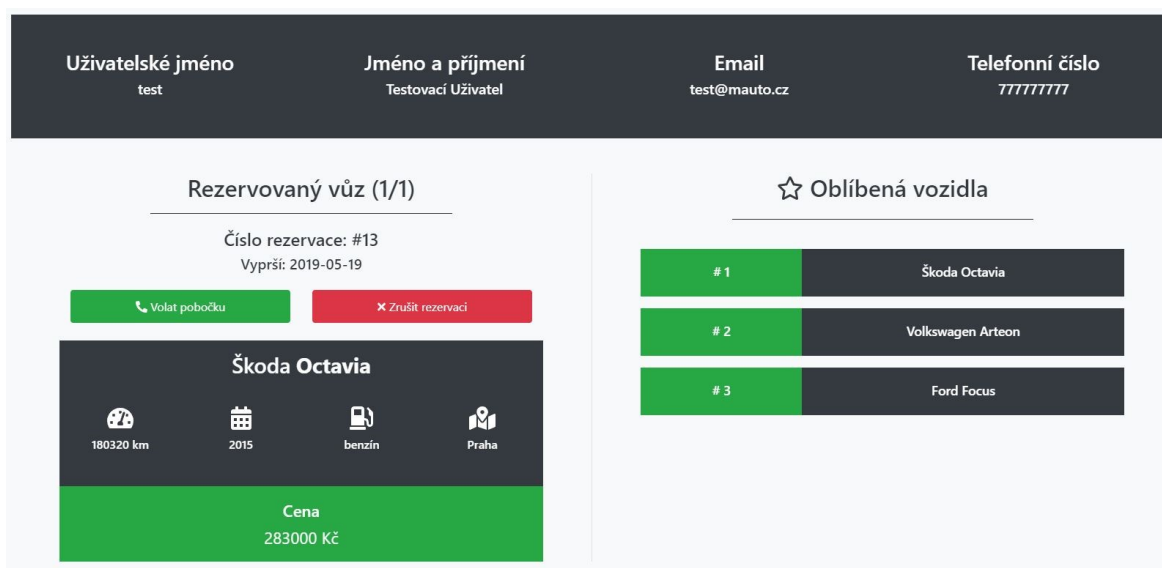 Uživatelské jméno
test
Jméno a příjmení
Testovací Uživatel
Email
test@mauto.cz
Telefonní číslo
777777777
Rezervovaný vůz (1/1)
Číslo rezervace: #13
Vyprší: 2019-05-19
Volat pobočku
Zrušit rezervaci
Škoda Octavia
180320 km
2015
benzín
Praha
Cena
283000 Kč
Oblíbená vozidla
# 1 Škoda Octavia
# 2 Volkswagen Arteon
# 3 Ford Focus